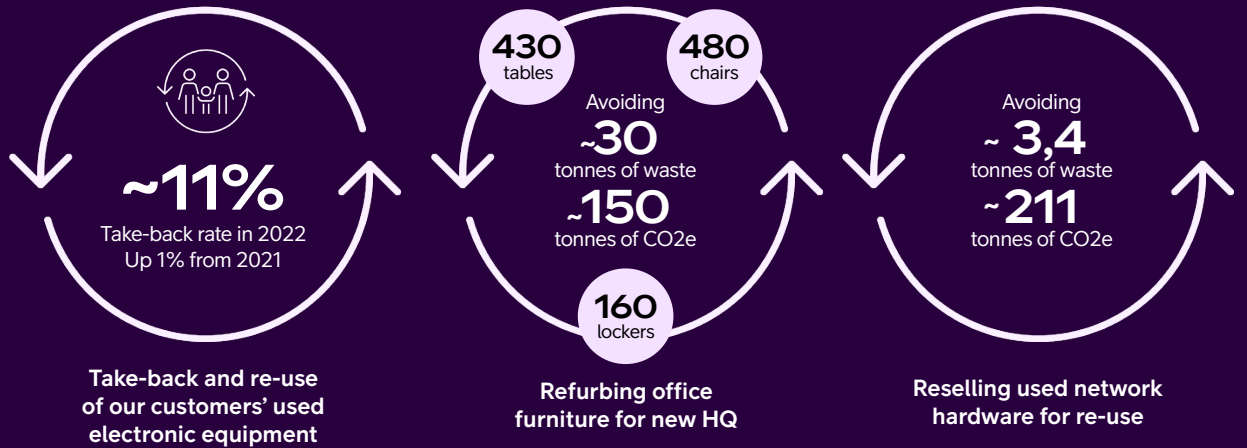 ~11%
Take-back rate in 2022
Up 1% from 2021
Take-back and re-use
of our customers’ used
electronic equipment
430
tables
480
chairs
Avoiding
~30
tonnes of waste
~150
tonnes of CO2e
160
lockers
Refurbing office
furniture for new HQ
Avoiding
~ 3,4
tonnes of waste
~ 211
tonnes of CO2e
Reselling used network
hardware for re-use